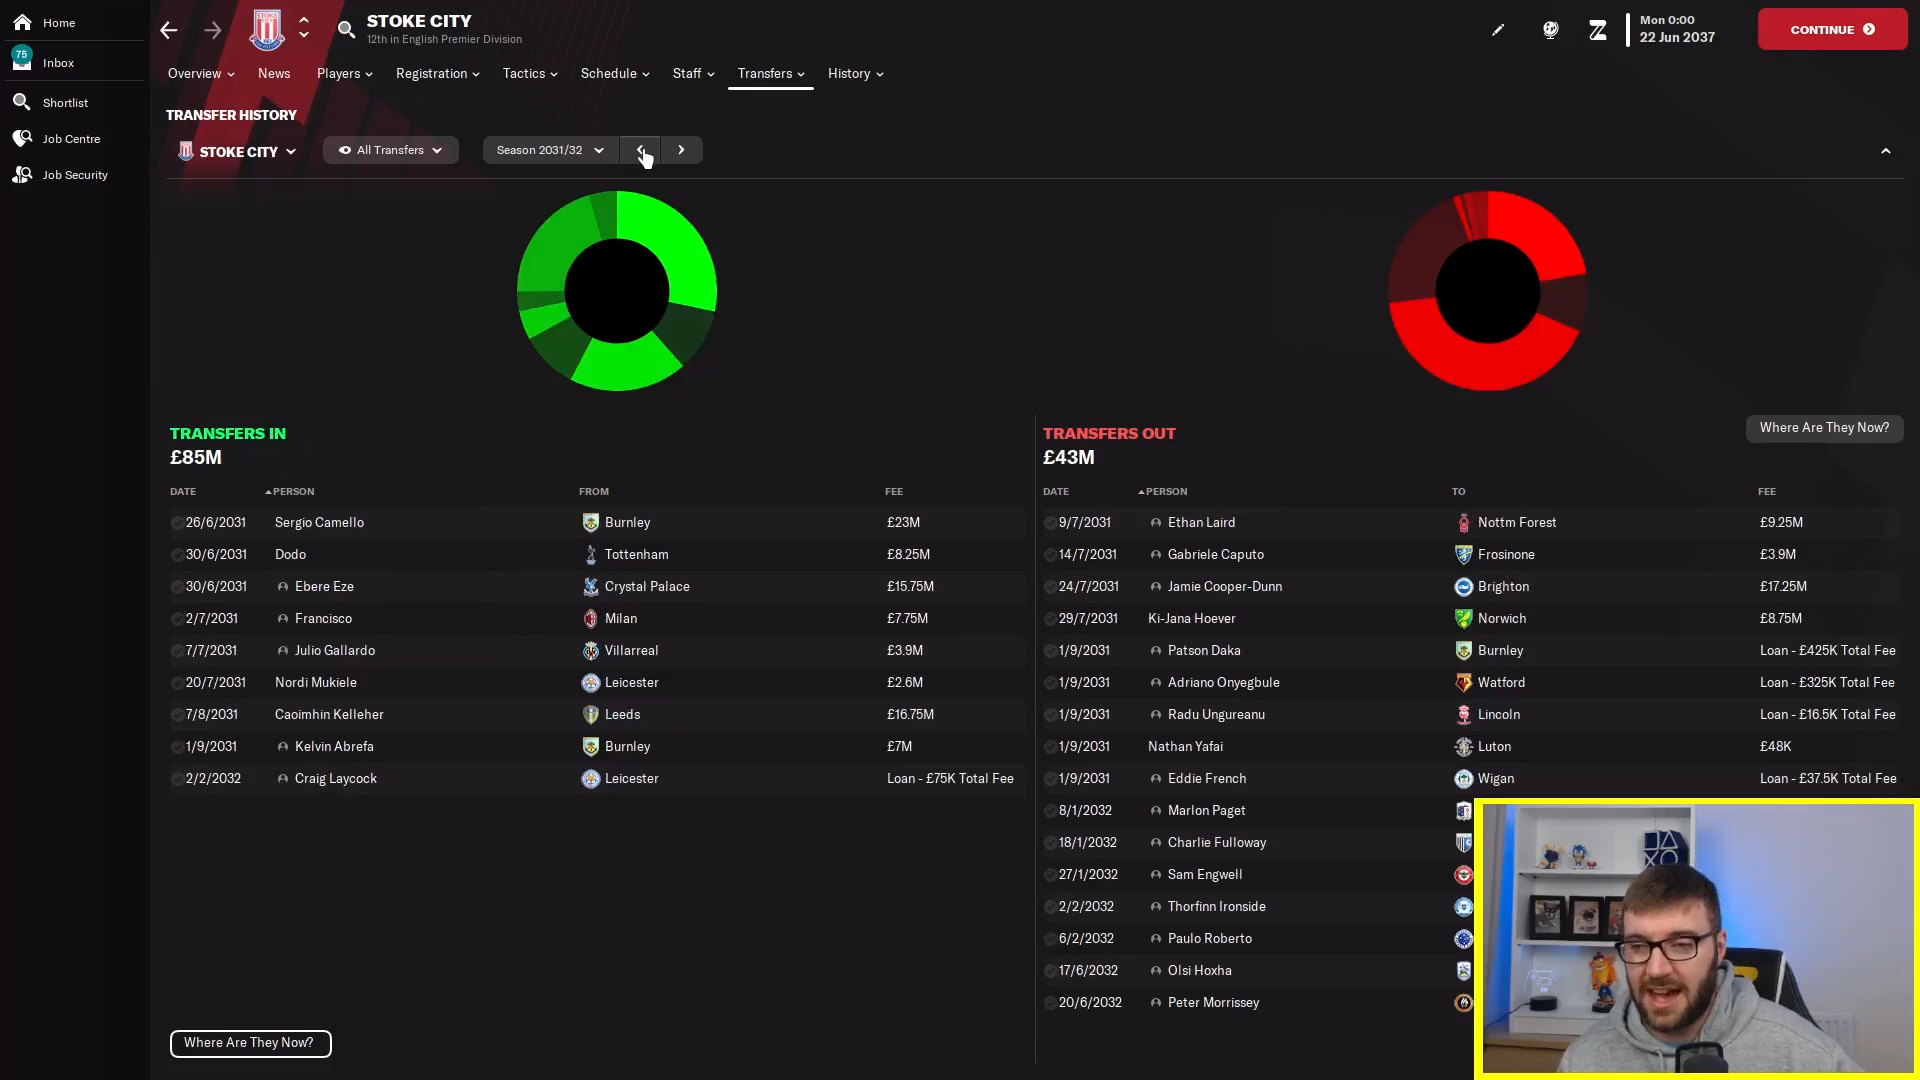 Home
75
Inbox
Shortlist
Job Centre
Job Security
STOKE CITY
12th in English Premier Division
Mon 0:00
22 Jun 2037
CONTINUE
Overview
News
Players
Registration
Tactics
Schedule
Staff
Transfers
History
TRANSFER HISTORY
STOKE CITY
All Transfers
Season 2031/32
TRANSFERS IN
£85M
DATE PERSON FROM FEE
26/6/2031 Sergio Camello Burnley £23M
30/6/2031 Dodo Tottenham £8.25M
30/6/2031 Ebere Eze Crystal Palace £15.75M
2/7/2031 Francisco Milan £7.75M
7/7/2031 Julio Gallardo Villarreal £3.9M
20/7/2031 Nordi Mukiele Leicester £2.6M
7/8/2031 Caoimhin Kelleher Leeds £16.75M
1/9/2031 Kelvin Abrefa Burnley £7M
2/2/2032 Craig Laycock Leicester Loan - £75K Total Fee
Where Are They Now?
TRANSFERS OUT
£43M
Where Are They Now?
DATE PERSON TO FEE
9/7/2031 Ethan Laird Nottm Forest £9.25M
14/7/2031 Gabriele Caputo Frosinone £3.9M
24/7/2031 Jamie Cooper-Dunn Brighton £17.25M
29/7/2031 Ki-Jana Hoever Norwich £8.75M
1/9/2031 Patson Daka Burnley Loan - £425K Total Fee
1/9/2031 Adriano Onyegbule Watford Loan - £325K Total Fee
1/9/2031 Radu Ungureanu Lincoln Loan - £16.5K Total Fee
1/9/2031 Nathan Yafai Luton £48K
1/9/2031 Eddie French Wigan Loan - £37.5K Total Fee
8/1/2032 Marlon Paget
18/1/2032 Charlie Fulloway
27/1/2032 Sam Engwell
2/2/2032 Thorfinn Ironside
6/2/2032 Paulo Roberto
17/6/2032 Olsi Hoxha
20/6/2032 Peter Morrissey